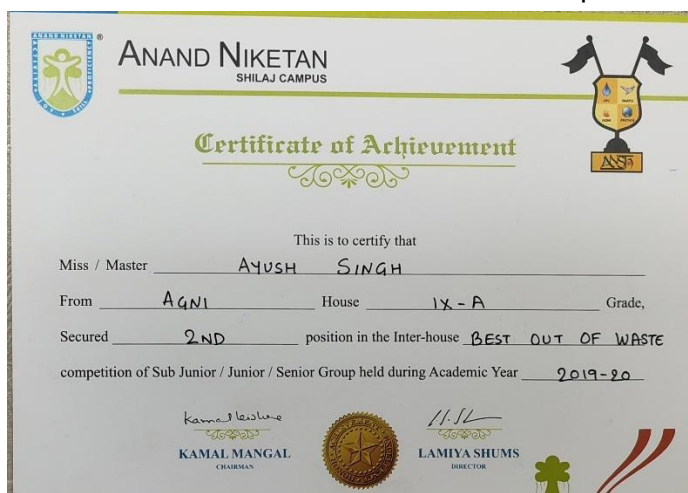 ANAND NIKETAN
®
ANAND NIKETAN
SHILAJ CAMPUS
Certificate of Achievement
This is to certify that
Miss / Master AYUSH SINGH
From AGNI House IX - A Grade,
Secured 2ND position in the Inter-house BEST OUT OF WASTE
competition of Sub Junior / Junior / Senior Group held during Academic Year 2019-20
KAMAL MANGAL
LAMIYA SHUMS
CHAIRMAN
DIRECTOR